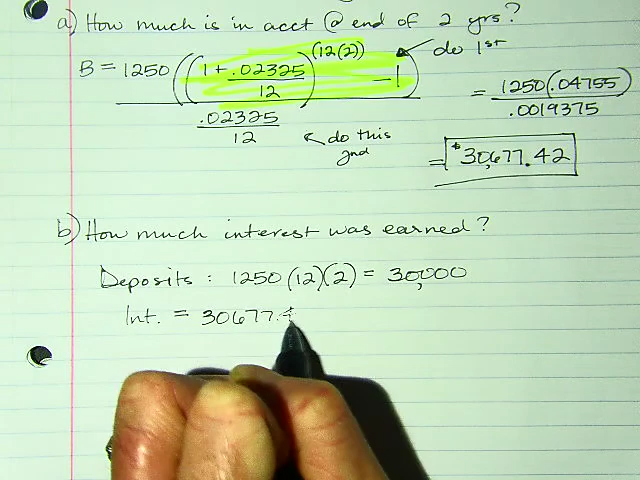 a) How much is in acct @ end of 2 yrs?
B = 1250((1 + .02325/12)^(12(2)) - 1) / (.02325/12)
do 1st
do this 2nd
= 1250(.04755) / .0019375
= $30,677.42
b) How much interest was earned?
Deposits : 1250(12)(2) = 30,000
Int. = 30677.4